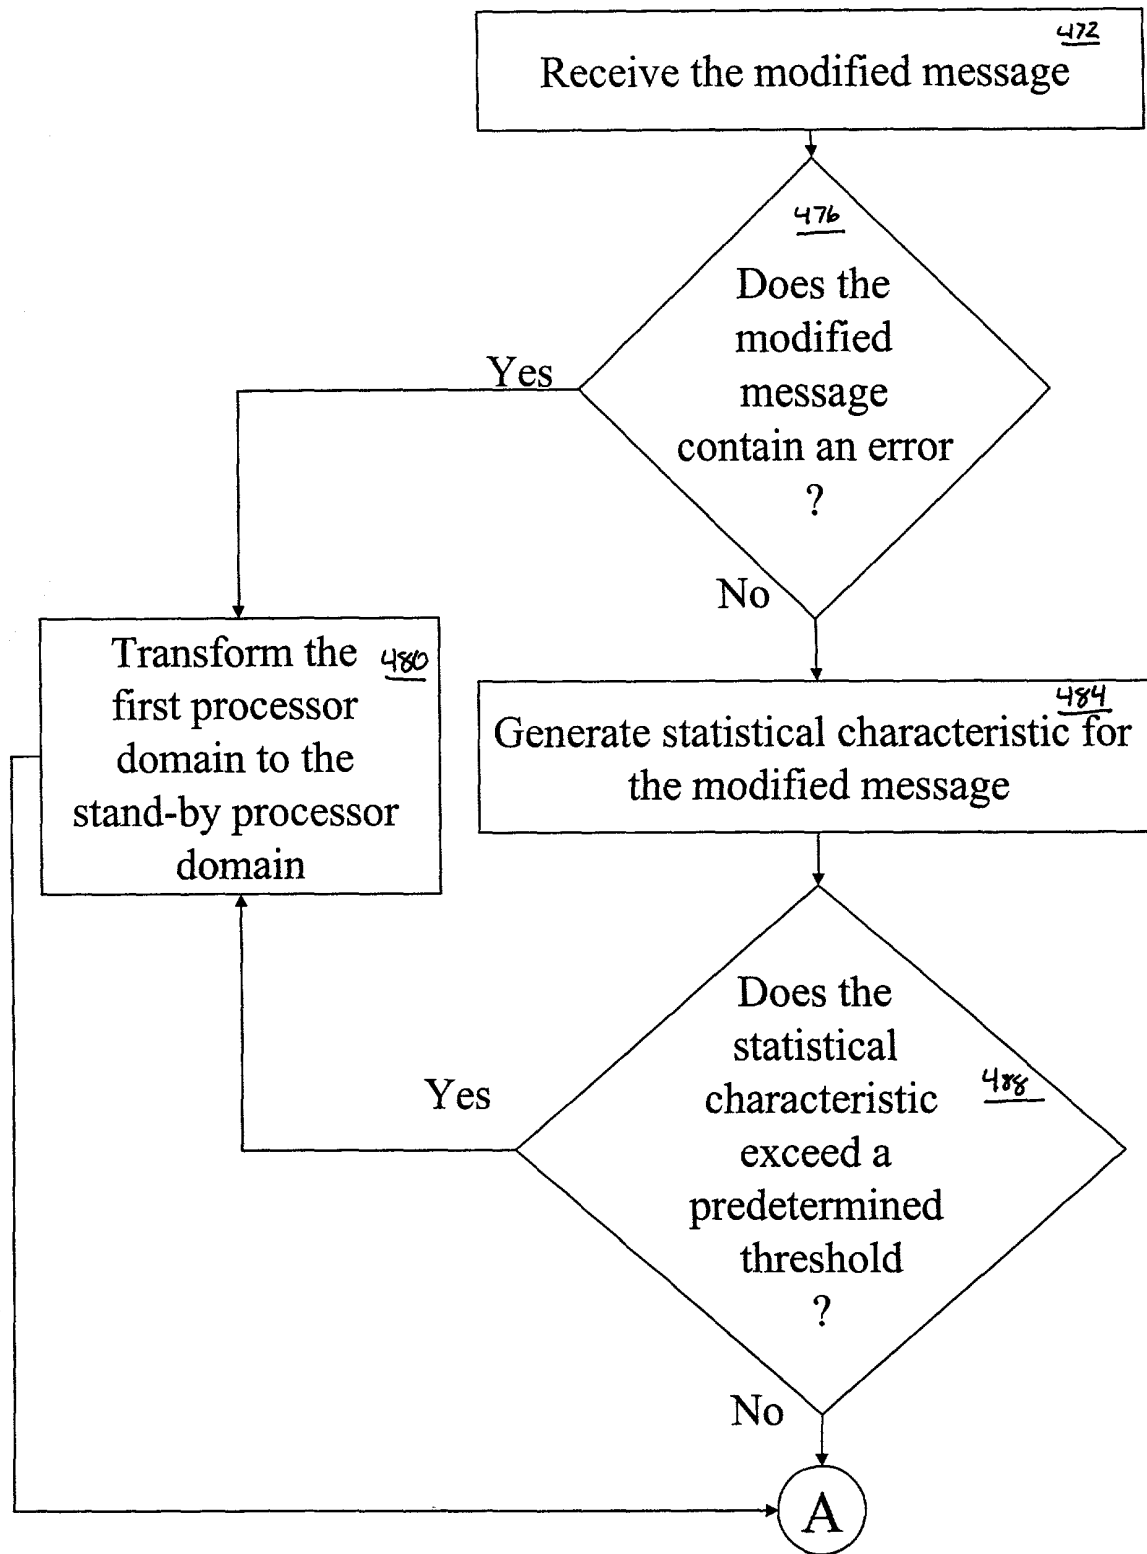 472
Receive the modified message
476
Does the
modified
message
contain an error
?
Yes
No
Transform the 480
first processor
domain to the
stand-by processor
domain
484
Generate statistical characteristic for
the modified message
Does the
statistical
characteristic 488
exceed a
predetermined
threshold
?
Yes
No
A